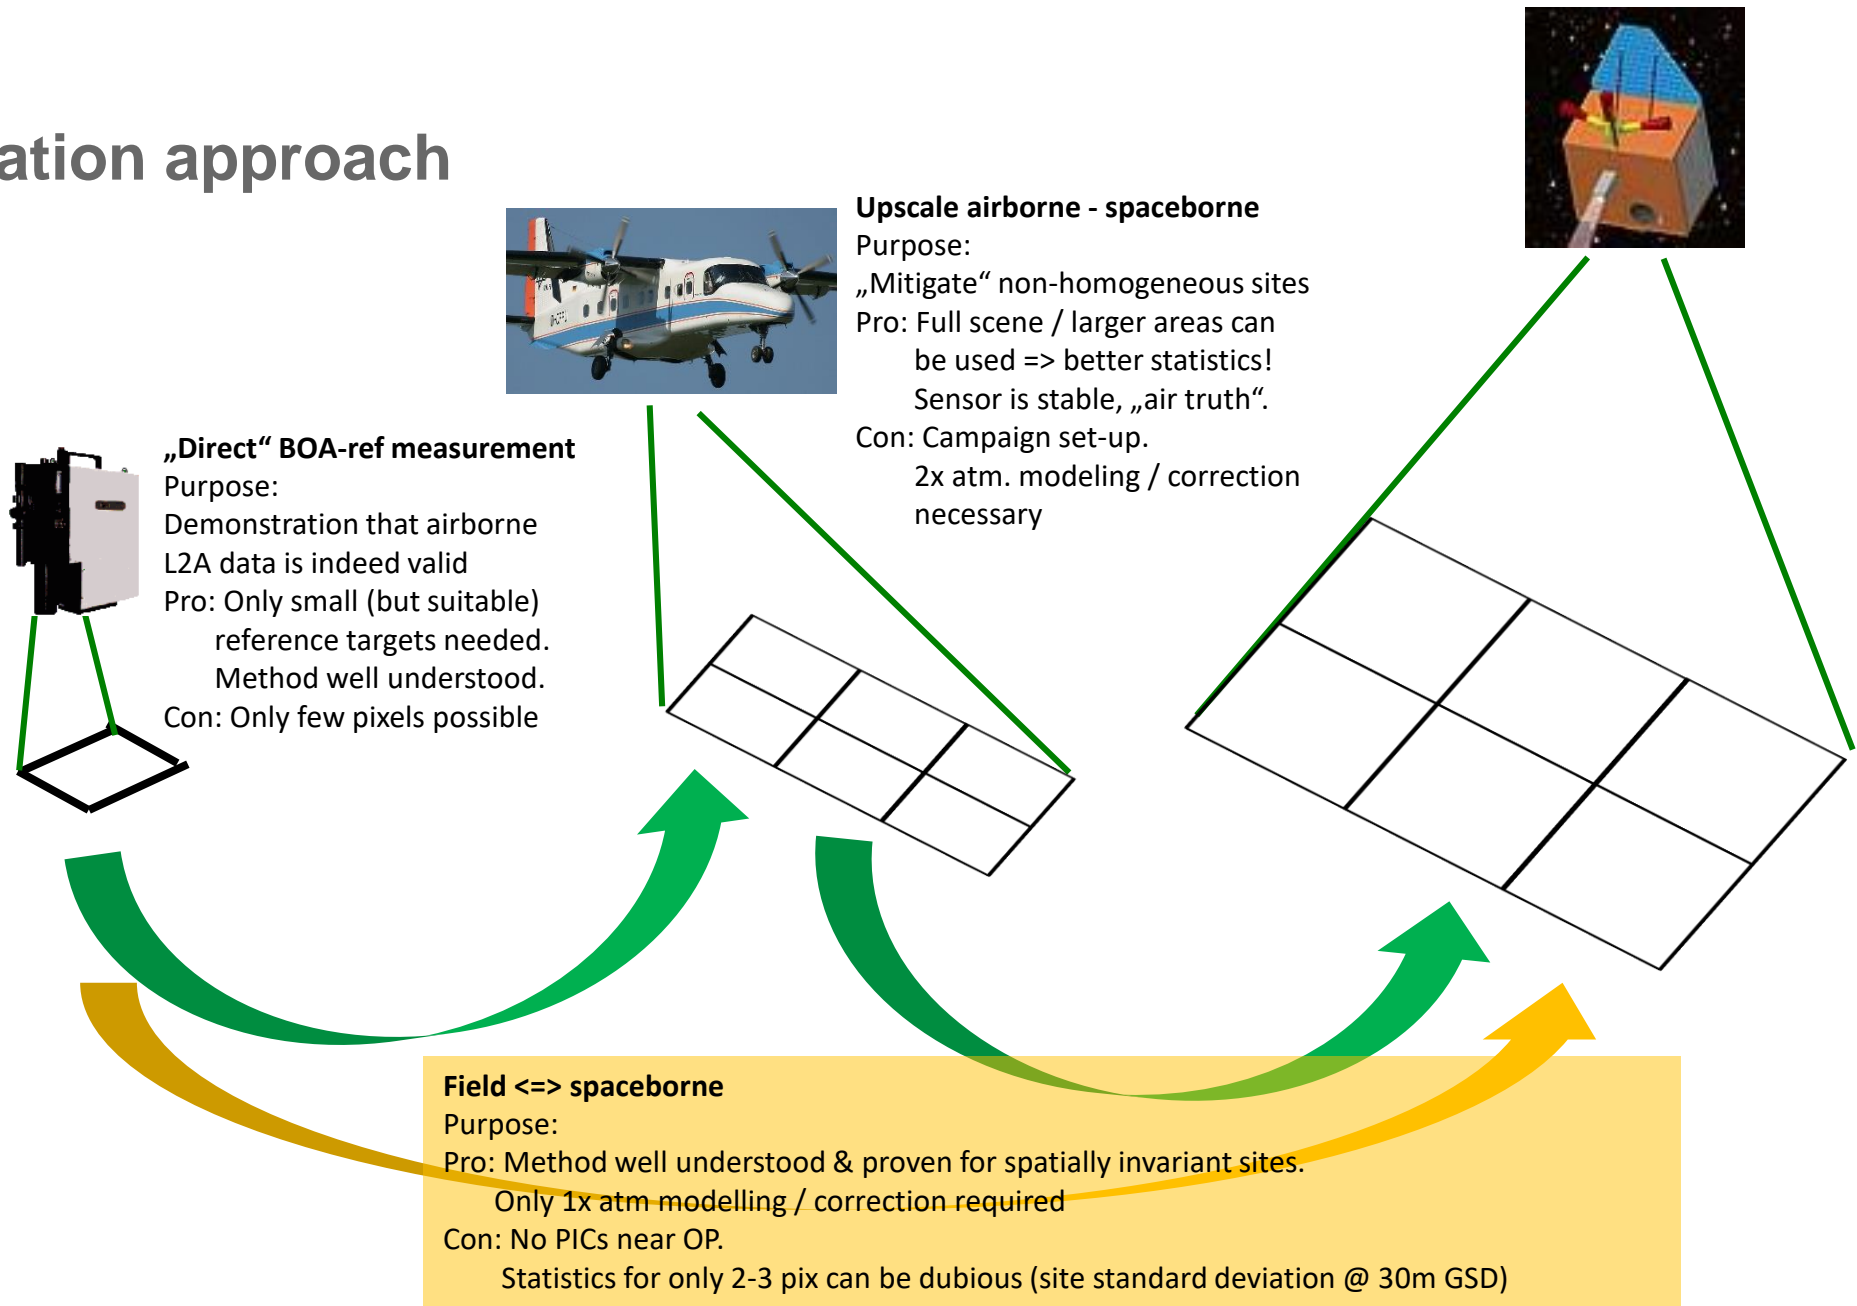 ation approach
Upscale airborne - spaceborne
Purpose:
„Mitigate“ non-homogeneous sites
Pro: Full scene / larger areas can
be used => better statistics!
Sensor is stable, „air truth“.
Con: Campaign set-up.
2x atm. modeling / correction
necessary
„Direct“ BOA-ref measurement
Purpose:
Demonstration that airborne
L2A data is indeed valid
Pro: Only small (but suitable)
reference targets needed.
Method well understood.
Con: Only few pixels possible
Field <=> spaceborne
Purpose:
Pro: Method well understood & proven for spatially invariant sites.
Only 1x atm modelling / correction required
Con: No PICs near OP.
Statistics for only 2-3 pix can be dubious (site standard deviation @ 30m GSD)